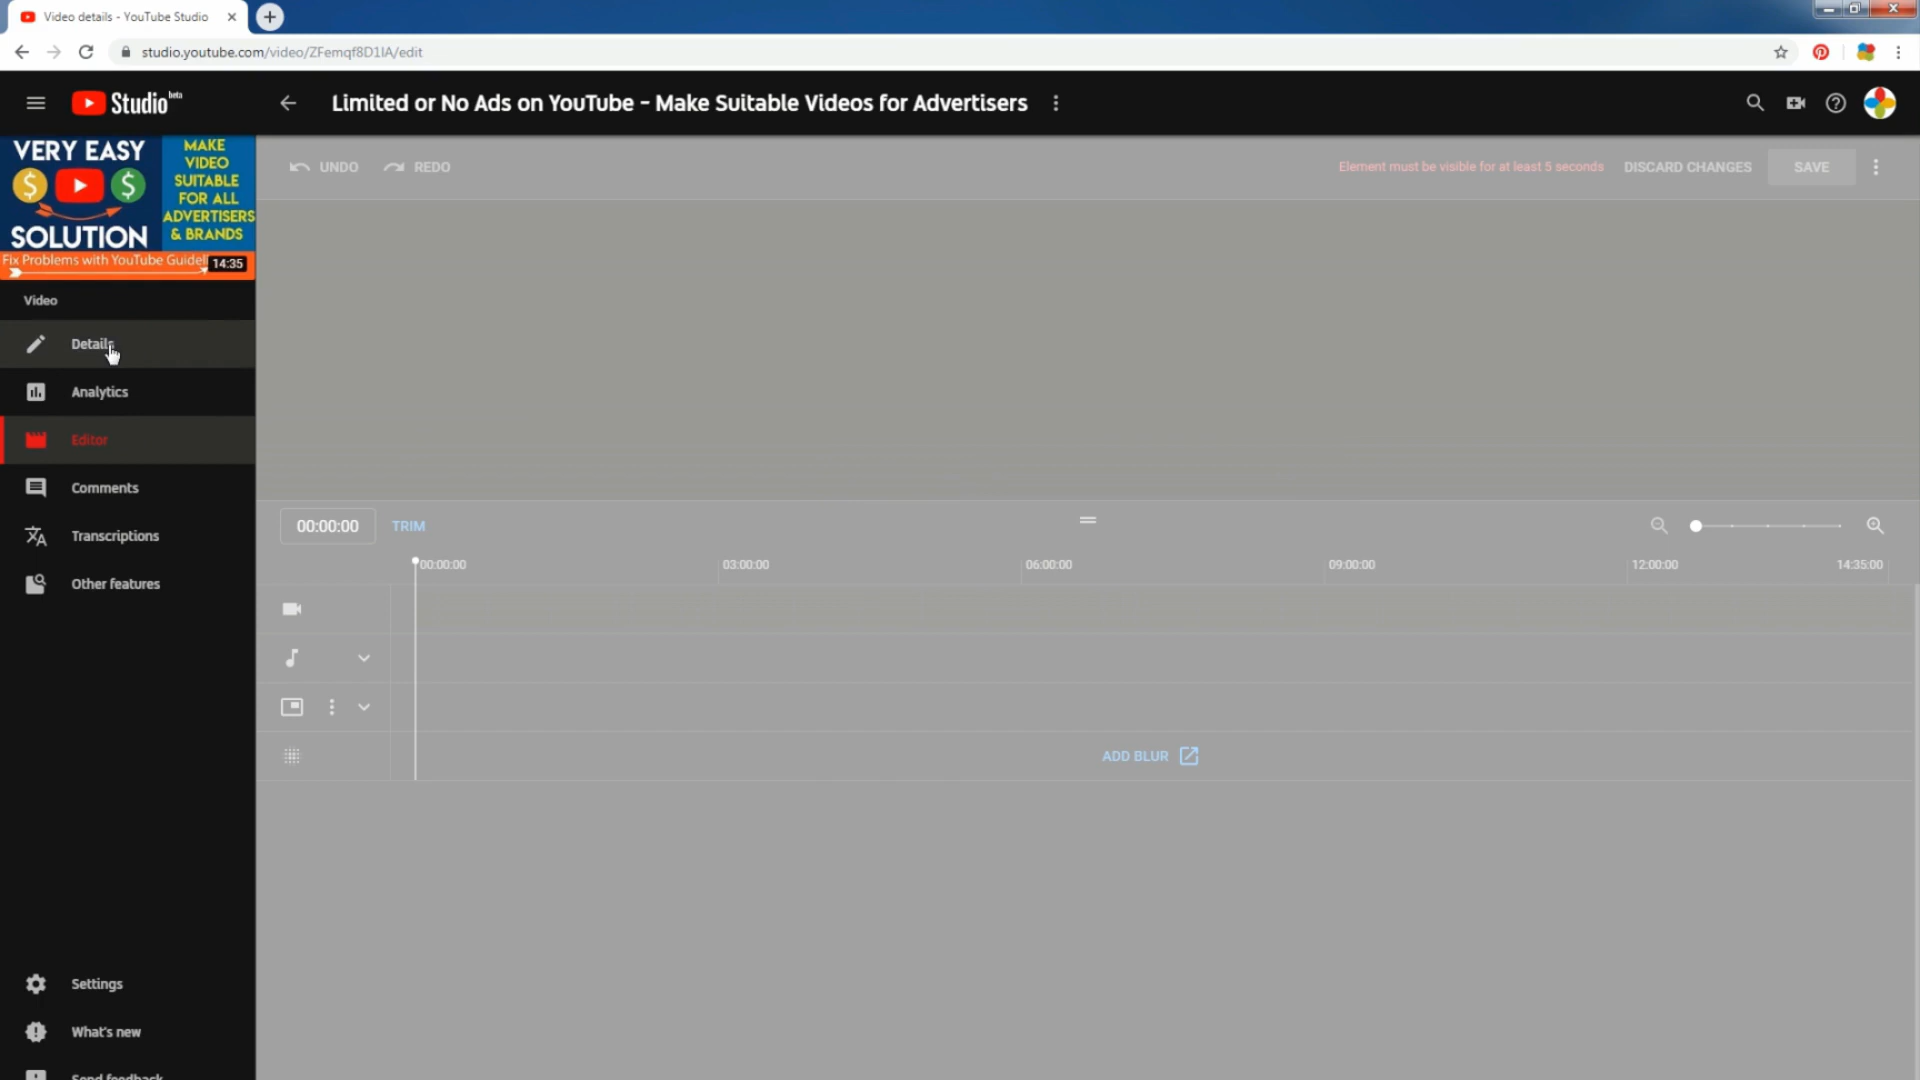 Video details - YouTube Studio
studio.youtube.com/video/ZFemqf8D1lA/edit
Studio beta
Limited or No Ads on YouTube - Make Suitable Videos for Advertisers
VERY EASY
SOLUTION
MAKE
VIDEO
SUITABLE
FOR ALL
ADVERTISERS
& BRANDS
Fix Problems with YouTube Guideli
14:35
UNDO
REDO
Element must be visible for at least 5 seconds
DISCARD CHANGES
SAVE
Video
Details
Analytics
Editor
Comments
Transcriptions
Other features
Settings
What's new
Send feedback
00:00:00
TRIM
00:00:00
03:00:00
06:00:00
09:00:00
12:00:00
14:35:00
ADD BLUR